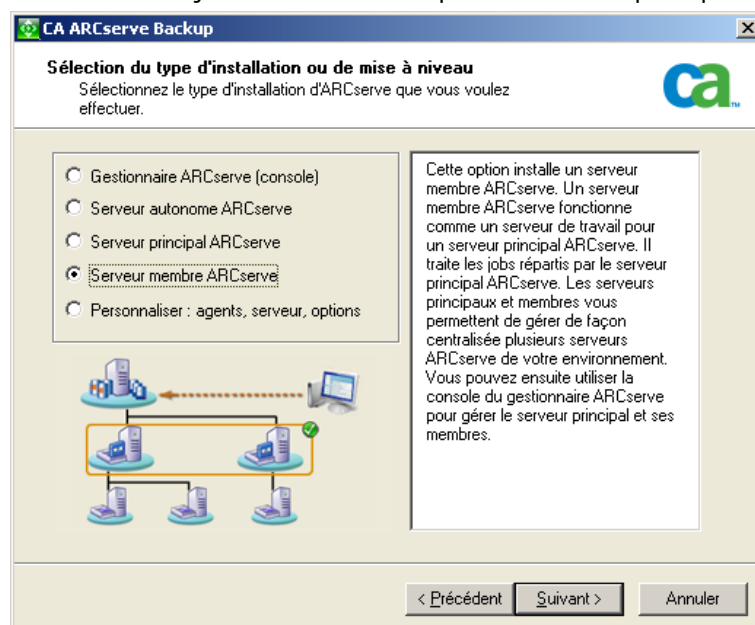 CA ARCserve Backup
Sélection du type d'installation ou de mise à niveau
Sélectionnez le type d'installation d'ARCserve que vous voulez
effectuer.
ca
Gestionnaire ARCserve (console)
Serveur autonome ARCserve
Serveur principal ARCserve
Serveur membre ARCserve
Personnaliser : agents, serveur, options
Cette option installe un serveur
membre ARCserve. Un serveur
membre ARCserve fonctionne
comme un serveur de travail pour
un serveur principal ARCserve. Il
traite les jobs répartis par le serveur
principal ARCserve. Les serveurs
principaux et membres vous
permettent de gérer de façon
centralisée plusieurs serveurs
ARCserve de votre environnement.
Vous pouvez ensuite utiliser la
console du gestionnaire ARCserve
pour gérer le serveur principal et ses
membres.
< Précédent
Suivant >
Annuler